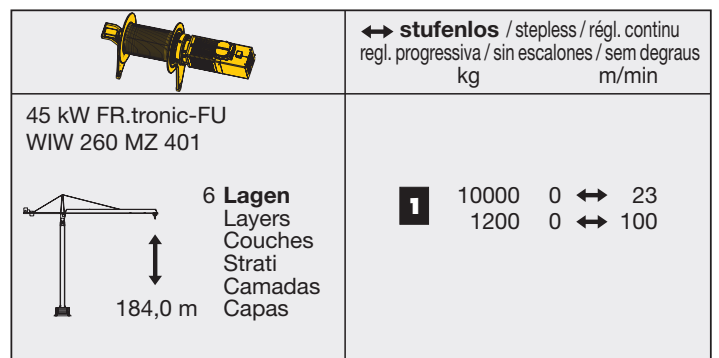 ↔ stufenlos / stepless / régl. continu
regl. progressiva / sin escalones / sem degraus
kg m/min
45 kW FR.tronic-FU
WIW 260 MZ 401
6 Lagen
Layers
Couches
Strati
Camadas
184,0 m Capas
1 10000 0 ↔ 23
1200 0 ↔ 100